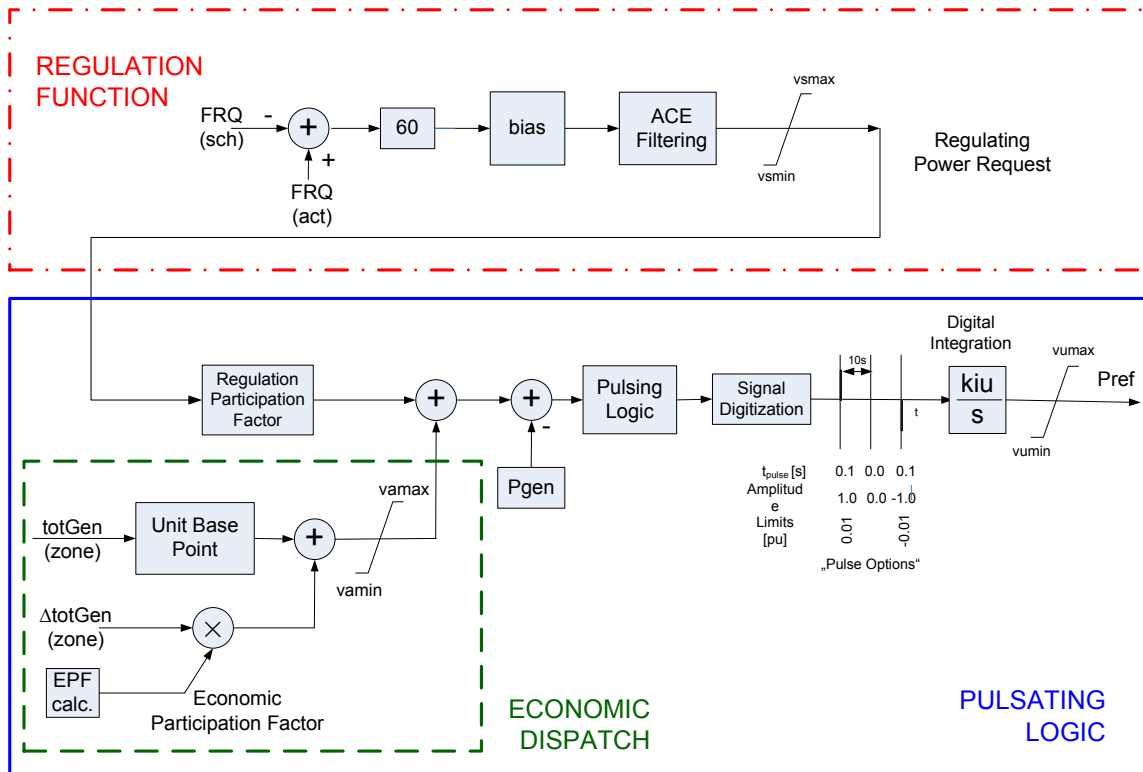 REGULATION
FUNCTION
FRQ
(sch)
-
+
+
FRQ
(act)
60
bias
ACE
Filtering
vsmax
vsmin
Regulating
Power Request
Regulation
Participation
Factor
+
+
-
Pgen
Pulsing
Logic
Signal
Digitization
10s
t
Digital
Integration
kiu
s
vumax
vumin
Pref
tpulse [s] 0.1 0.0 0.1
Amplitud
e
1.0 0.0 -1.0
Limits
[pu]
0.01 -0.01
„Pulse Options“
totGen
(zone)
Unit Base
Point
+
vamax
vamin
ΔtotGen
(zone)
×
EPF
calc.
Economic
Participation Factor
ECONOMIC
DISPATCH
PULSATING
LOGIC